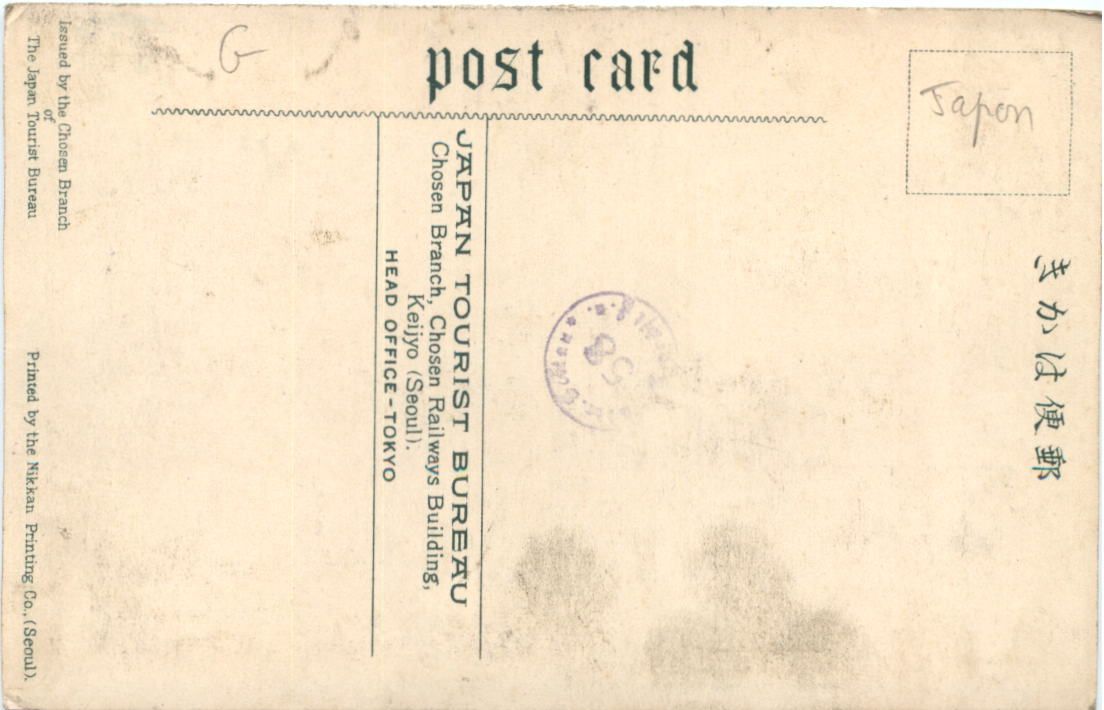 post card
G
Japon
Issued by the Chosen Branch
of
The Japan Tourist Bureau
Printed by the Nikkan Printing Co., (Seoul).
JAPAN TOURIST BUREAU
Chosen Branch, Chosen Railways Building,
Keijyo (Seoul).
HEAD OFFICE-TOKYO
58
きかは便郵